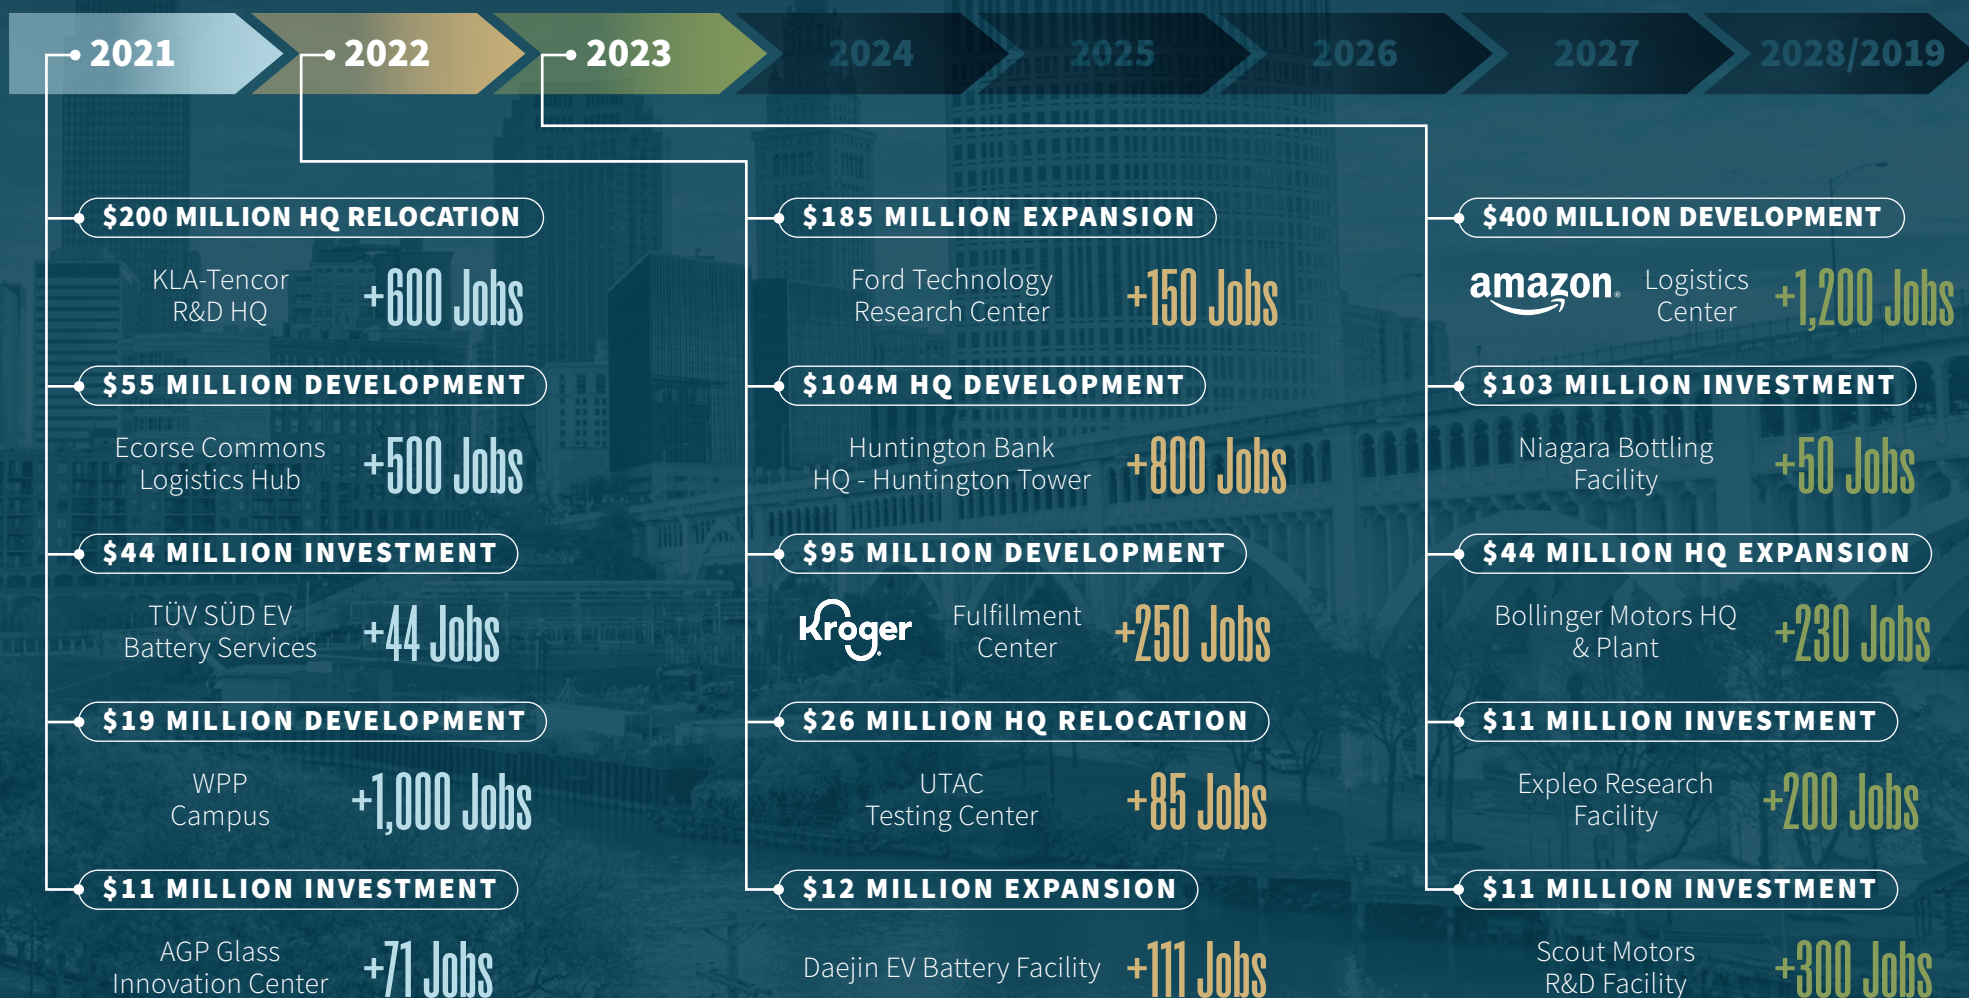 2021
2022
2023
2024
2025
2026
2027
2028/2019
$200 MILLION HQ RELOCATION
KLA-Tencor
R&D HQ
+600 Jobs
$55 MILLION DEVELOPMENT
Ecorse Commons
Logistics Hub
+500 Jobs
$44 MILLION INVESTMENT
TÜV SÜD EV
Battery Services
+44 Jobs
$19 MILLION DEVELOPMENT
WPP
Campus
+1,000 Jobs
$11 MILLION INVESTMENT
AGP Glass
Innovation Center
+71 Jobs
$185 MILLION EXPANSION
Ford Technology
Research Center
+150 Jobs
$104M HQ DEVELOPMENT
Huntington Bank
HQ - Huntington Tower
+800 Jobs
$95 MILLION DEVELOPMENT
Kroger
Fulfillment
Center
+250 Jobs
$26 MILLION HQ RELOCATION
UTAC
Testing Center
+85 Jobs
$12 MILLION EXPANSION
Daejin EV Battery Facility
+111 Jobs
$400 MILLION DEVELOPMENT
amazon®
Logistics
Center
+1,200 Jobs
$103 MILLION INVESTMENT
Niagara Bottling
Facility
+50 Jobs
$44 MILLION HQ EXPANSION
Bollinger Motors HQ
& Plant
+230 Jobs
$11 MILLION INVESTMENT
Expleo Research
Facility
+200 Jobs
$11 MILLION INVESTMENT
Scout Motors
R&D Facility
+300 Jobs